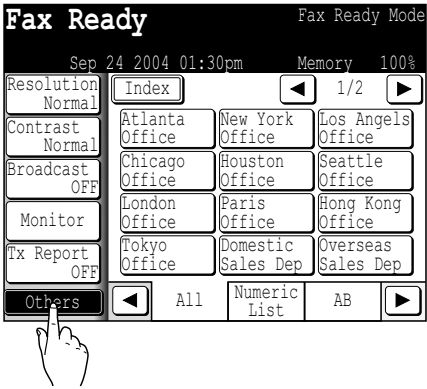 Fax Ready
Fax Ready Mode
Sep 24 2004 01:30pm
Memory 100%
Resolution
Normal
Contrast
Normal
Broadcast
OFF
Monitor
Tx Report
OFF
Others
Index
1/2
Atlanta
Office
New York
Office
Los Angels
Office
Chicago
Office
Houston
Office
Seattle
Office
London
Office
Paris
Office
Hong Kong
Office
Tokyo
Office
Domestic
Sales Dep
Overseas
Sales Dep
All
Numeric
List
AB